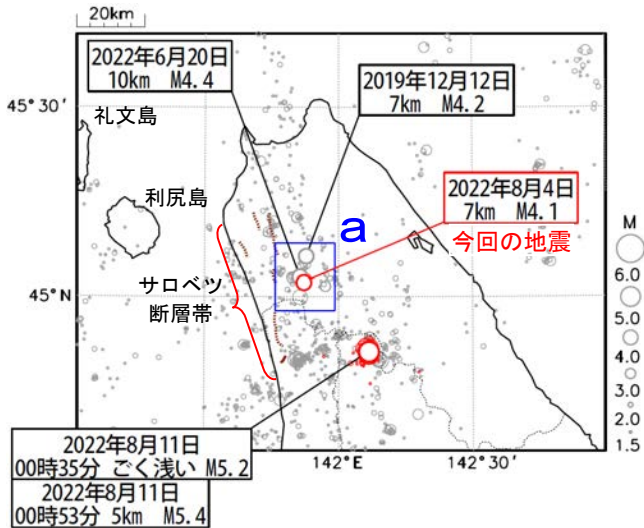 20km
2022年6月20日
10km M4.4
2019年12月12日
7km M4.2
45°30′
礼文島
利尻島
2022年8月4日
7km M4.1
今回の地震
a
サロベツ
断層帯
45°N
M
6.0
5.0
4.0
3.0
2.0
1.5
2022年8月11日
00時35分 ごく浅い M5.2
2022年8月11日
00時53分 5km M5.4
142°E
142°30′